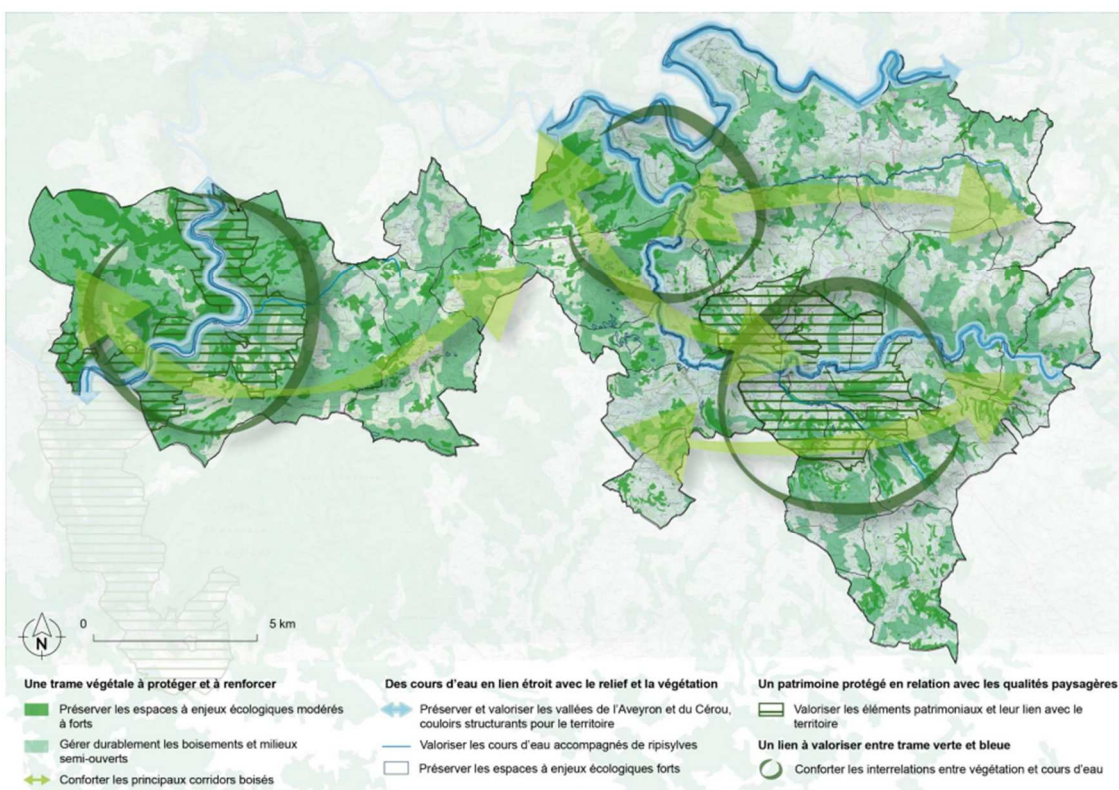 N
0
5 km
Une trame végétale à protéger et à renforcer
Préserver les espaces à enjeux écologiques modérés
à forts
Gérer durablement les boisements et milieux
semi-ouverts
Conforter les principaux corridors boisés
Des cours d'eau en lien étroit avec le relief et la végétation
Préserver et valoriser les vallées de l'Aveyron et du Cérou,
couloirs structurants pour le territoire
Valoriser les cours d'eau accompagnés de ripisylves
Préserver les espaces à enjeux écologiques forts
Un patrimoine protégé en relation avec les qualités paysagères
Valoriser les éléments patrimoniaux et leur lien avec le
territoire
Un lien à valoriser entre trame verte et bleue
Conforter les interrelations entre végétation et cours d'eau